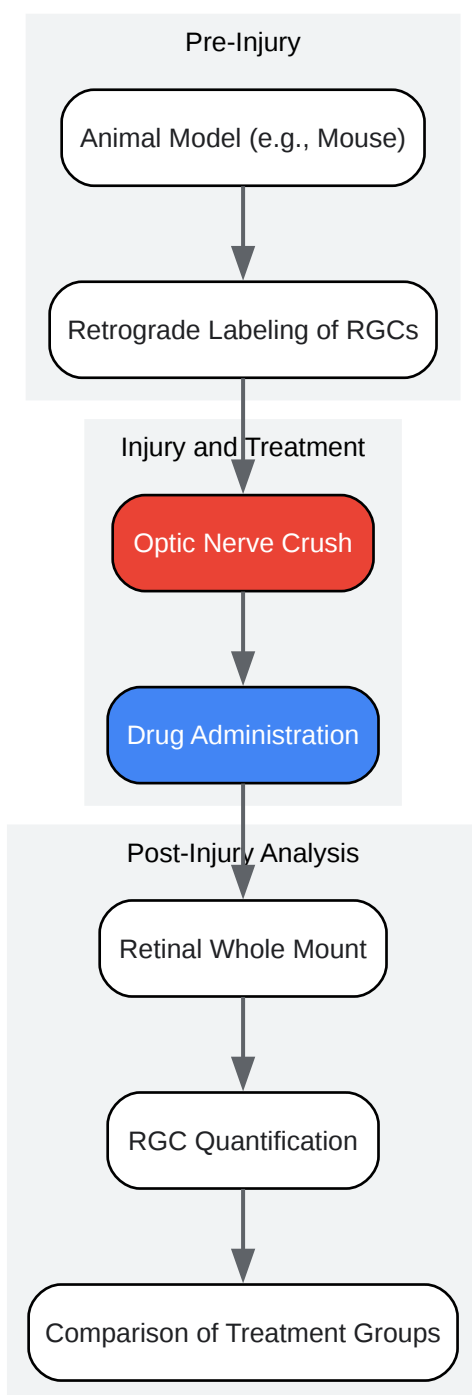 Pre-Injury
Animal Model (e.g., Mouse)
Retrograde Labeling of RGCs
Injury and Treatment
Optic Nerve Crush
Drug Administration
Post-Injury Analysis
Retinal Whole Mount
RGC Quantification
Comparison of Treatment Groups